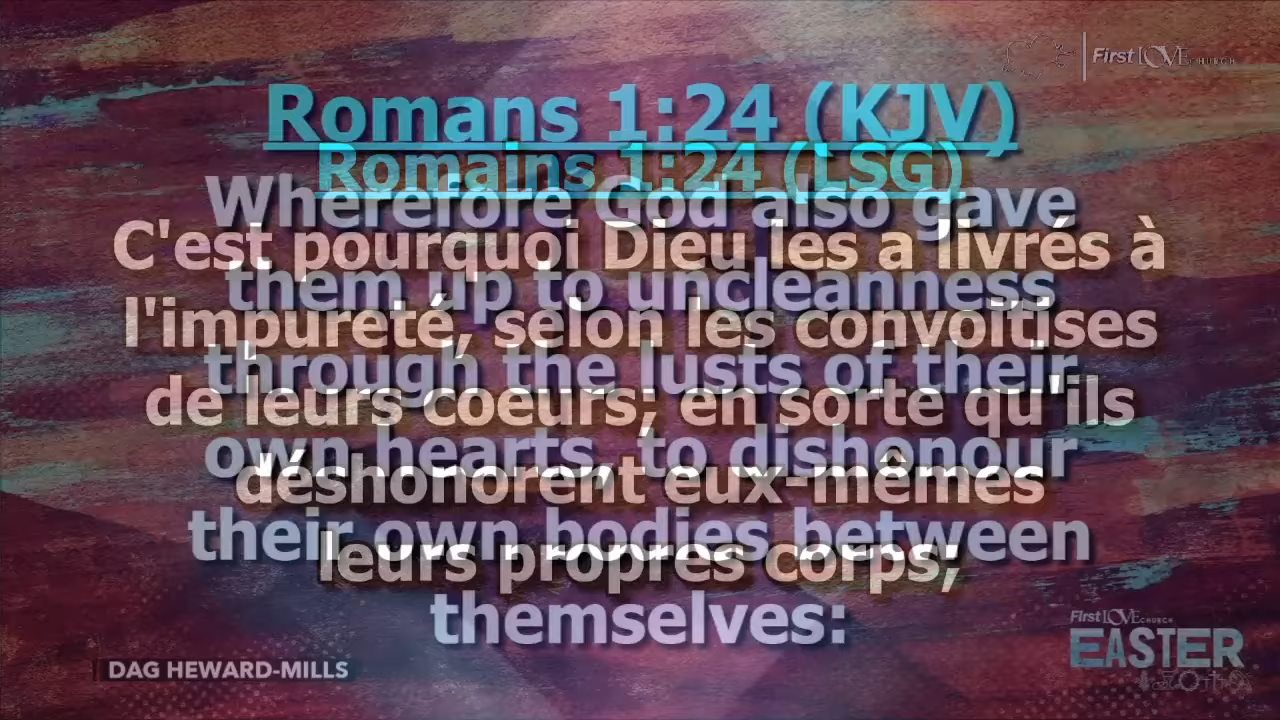 First LOVE CHURCH
Romans 1:24 (KJV)
Wherefore God also gave
them up to uncleanness
through the lusts of their
own hearts, to dishonour
their own bodies between
themselves:
Romains 1:24 (LSG)
C'est pourquoi Dieu les a livrés à
l'impureté, selon les convoitises
de leurs coeurs; en sorte qu'ils
déshonorent eux-mêmes
leurs propres corps;
DAG HEWARD-MILLS
First LOVE CHURCH
EASTER